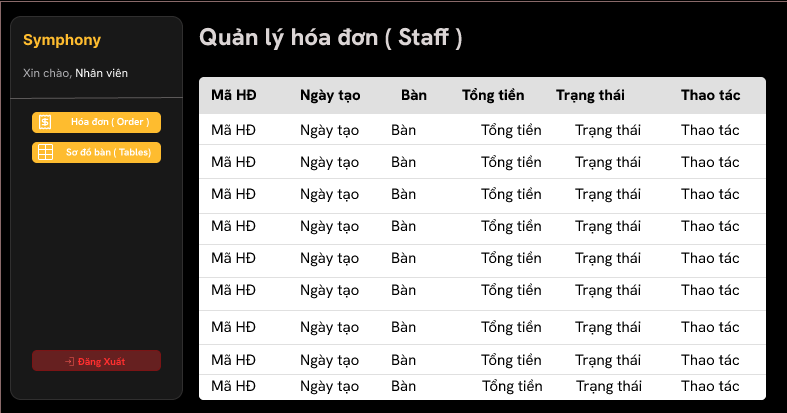 Symphony
Xin chào, Nhân viên
Hóa đơn ( Order )
Sơ đồ bàn ( Tables)
Đăng Xuất
Quản lý hóa đơn ( Staff )
Mã HĐ Ngày tạo Bàn Tổng tiền Trạng thái Thao tác
Mã HĐ Ngày tạo Bàn Tổng tiền Trạng thái Thao tác
Mã HĐ Ngày tạo Bàn Tổng tiền Trạng thái Thao tác
Mã HĐ Ngày tạo Bàn Tổng tiền Trạng thái Thao tác
Mã HĐ Ngày tạo Bàn Tổng tiền Trạng thái Thao tác
Mã HĐ Ngày tạo Bàn Tổng tiền Trạng thái Thao tác
Mã HĐ Ngày tạo Bàn Tổng tiền Trạng thái Thao tác
Mã HĐ Ngày tạo Bàn Tổng tiền Trạng thái Thao tác
Mã HĐ Ngày tạo Bàn Tổng tiền Trạng thái Thao tác
Mã HĐ Ngày tạo Bàn Tổng tiền Trạng thái Thao tác